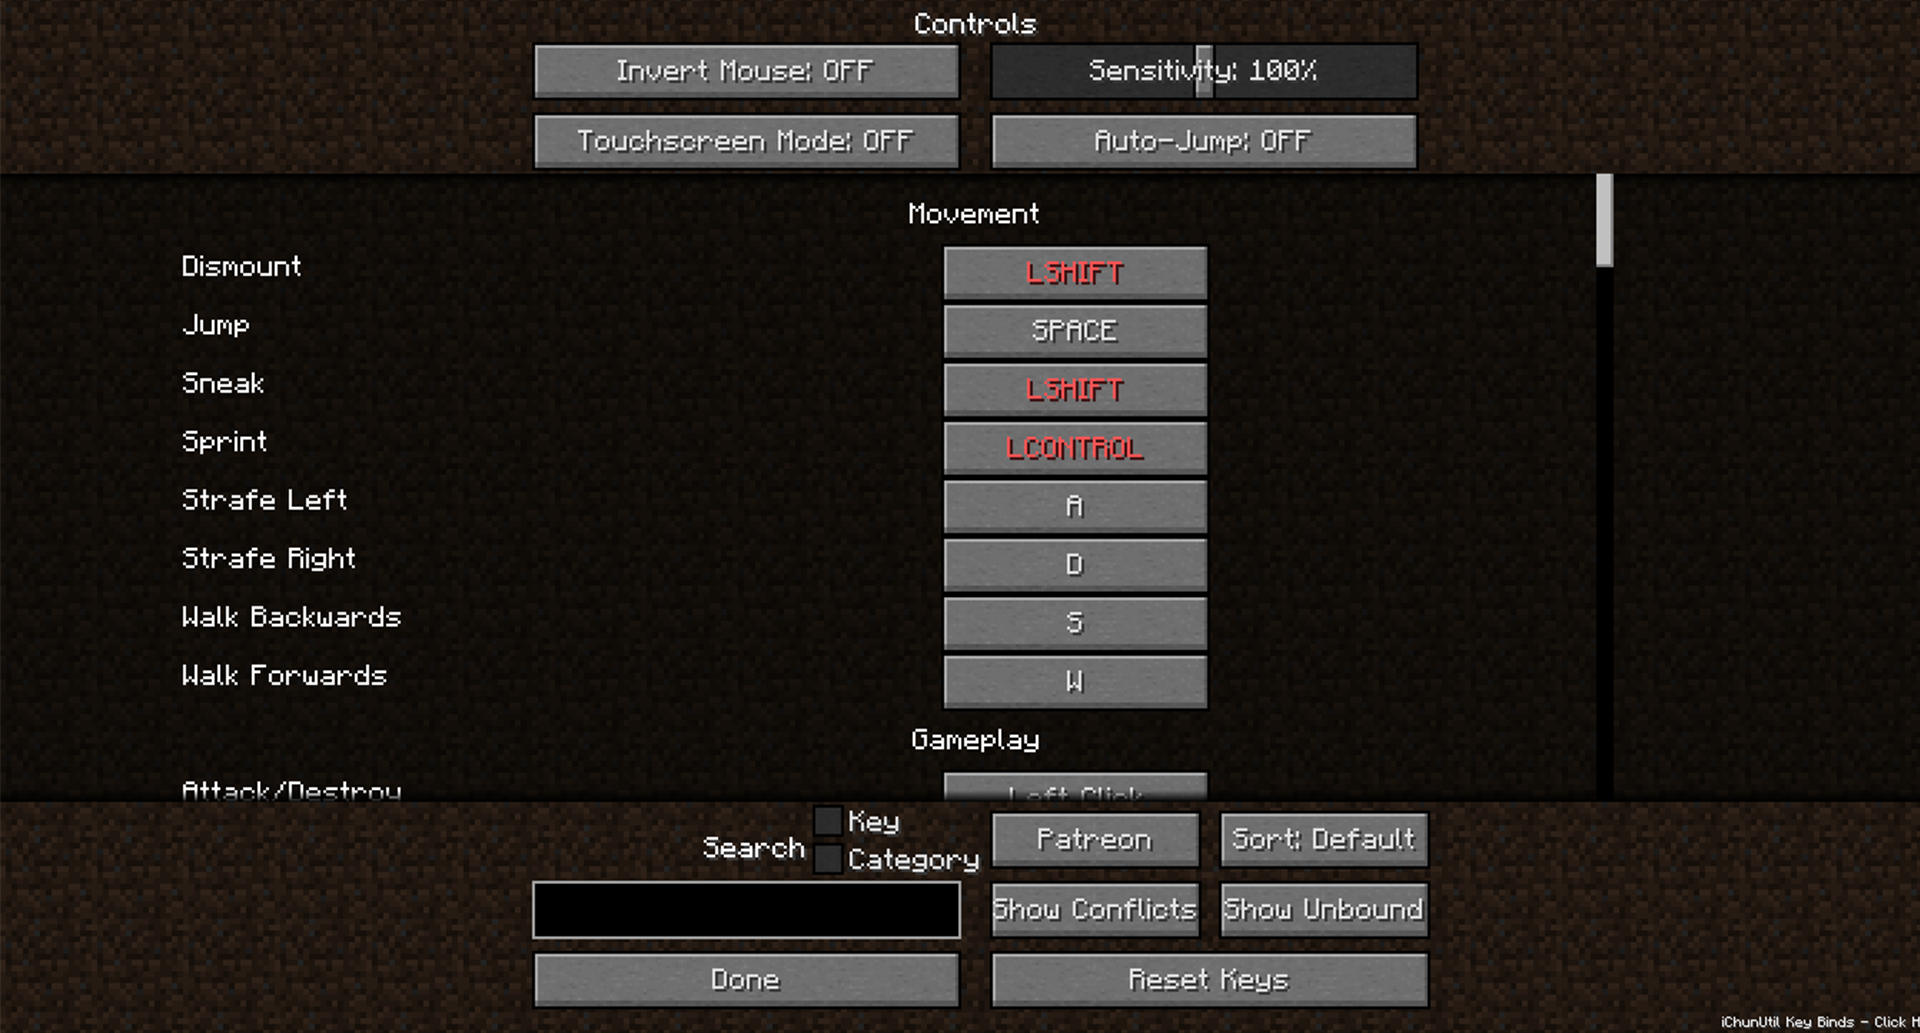 Controls
Invert Mouse: OFF
Sensitivity: 100%
Touchscreen Mode: OFF
Auto-Jump: OFF
Movement
Dismount
LSHIFT
Jump
SPACE
Sneak
LSHIFT
Sprint
LCONTROL
Strafe Left
A
Strafe Right
D
Walk Backwards
S
Walk Forwards
W
Gameplay
Attack/Destroy
Left Click
Search
Key
Category
Patreon
Sort: Default
Show Conflicts
Show Unbound
Done
Reset Keys
iChunUtil Key Binds - Click H